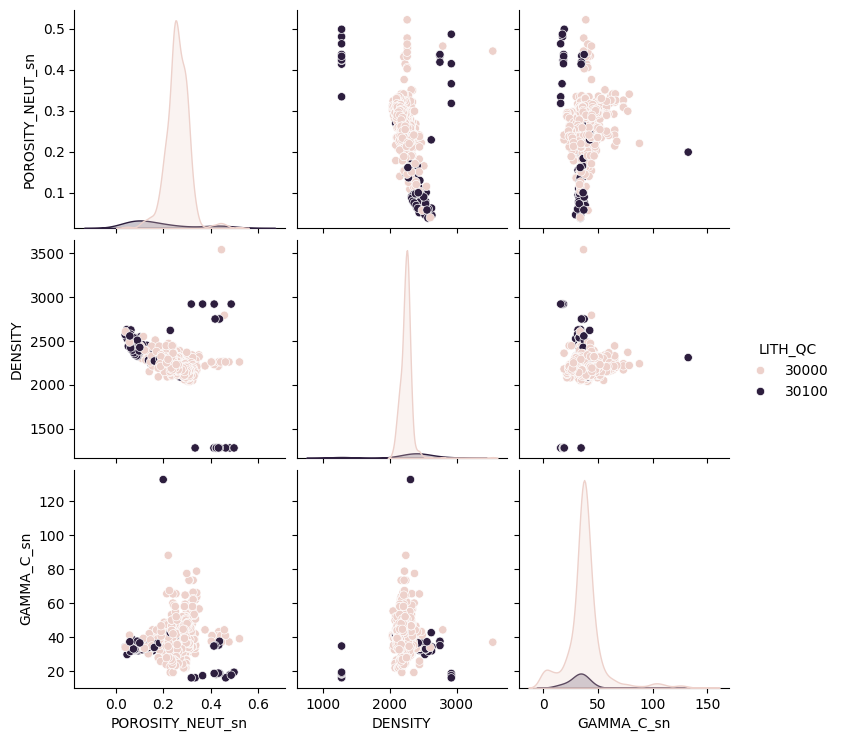 POROSITY_NEUT_sn
0.5
0.4
0.3
0.2
0.1
DENSITY
3500
3000
2500
2000
1500
LITH_QC
30000
30100
GAMMA_C_sn
120
100
80
60
40
20
0.0 0.2 0.4 0.6
1000 2000 3000
0 50 100 150
POROSITY_NEUT_sn
DENSITY
GAMMA_C_sn